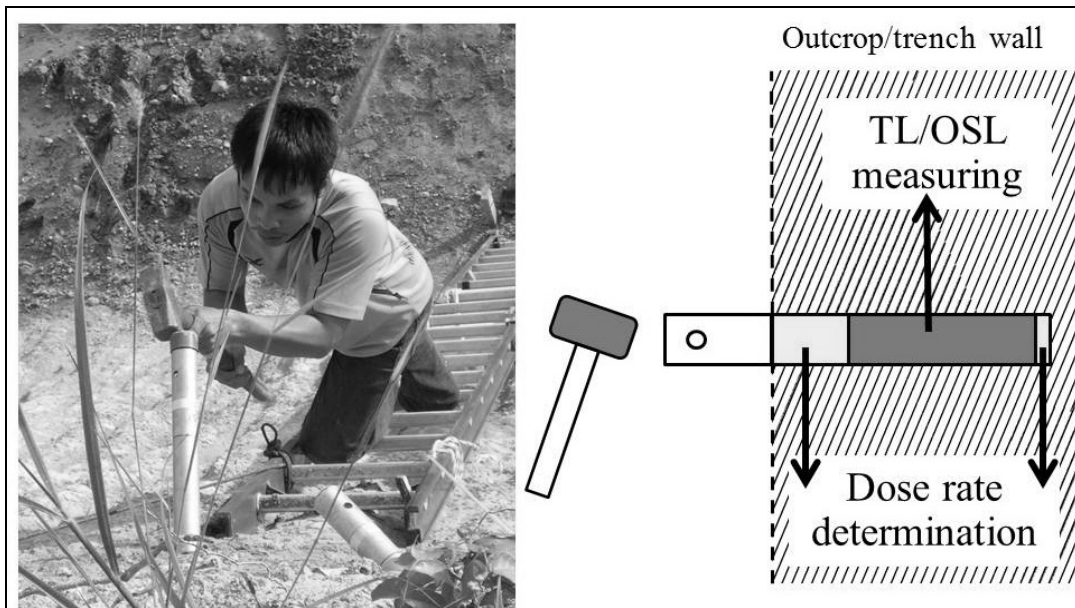 Outcrop/trench wall
TL/OSL
measuring
Dose rate
determination